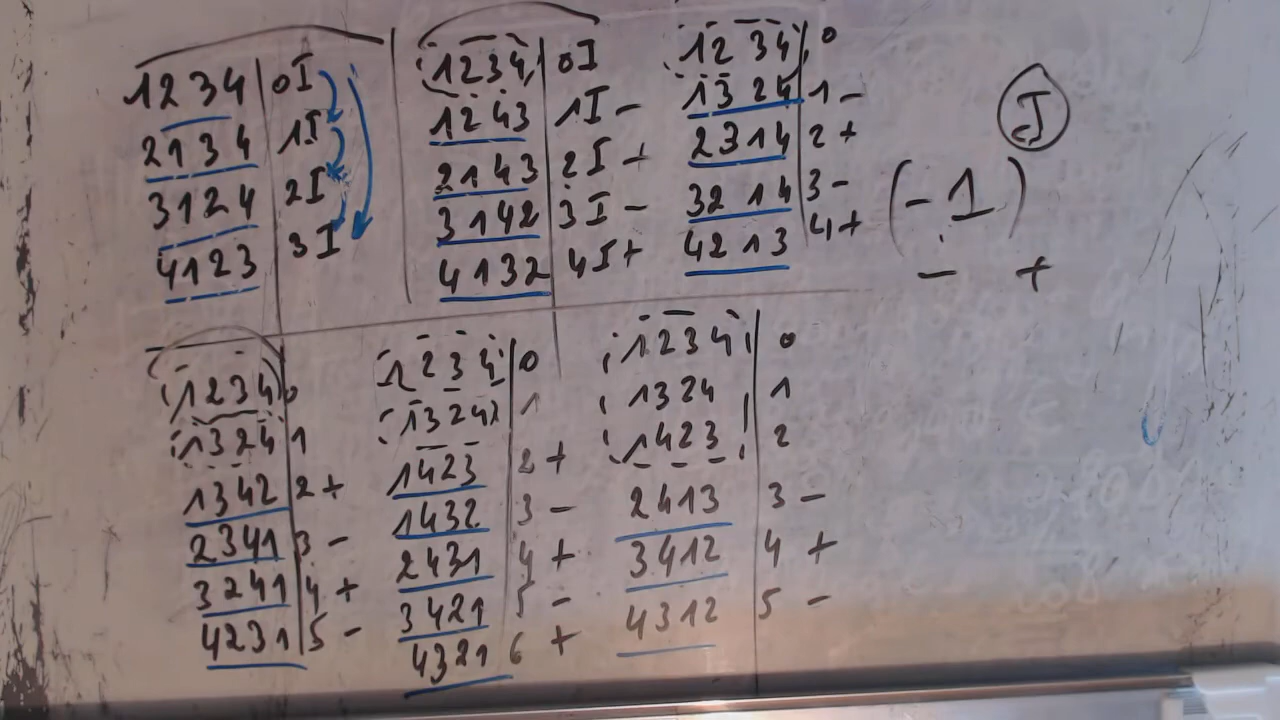 1234 0I
2134 1I
3124 2I
4123 3I
1234 0I
1243 1I -
2143 2I +
3142 3I -
4132 4I +
1234 0
1324 1 -
2314 2 +
3214 3 -
4213 4 +
J
(-1)
- +
1234 0
1324 1
1342 2 +
2341 3 -
3241 4 +
4231 5 -
1234 0
1324 1
1423 2 +
1432 3 -
2431 4 +
3421 5 -
4321 6 +
1234 0
1324 1
1423 2
2413 3 -
3412 4 +
4312 5 -